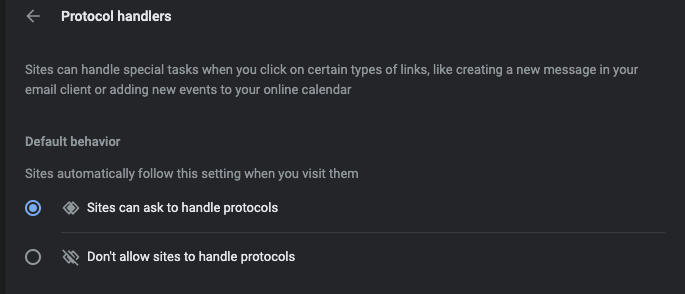 Protocol handlers
Sites can handle special tasks when you click on certain types of links, like creating a new message in your
email client or adding new events to your online calendar
Default behavior
Sites automatically follow this setting when you visit them
Sites can ask to handle protocols
Don't allow sites to handle protocols